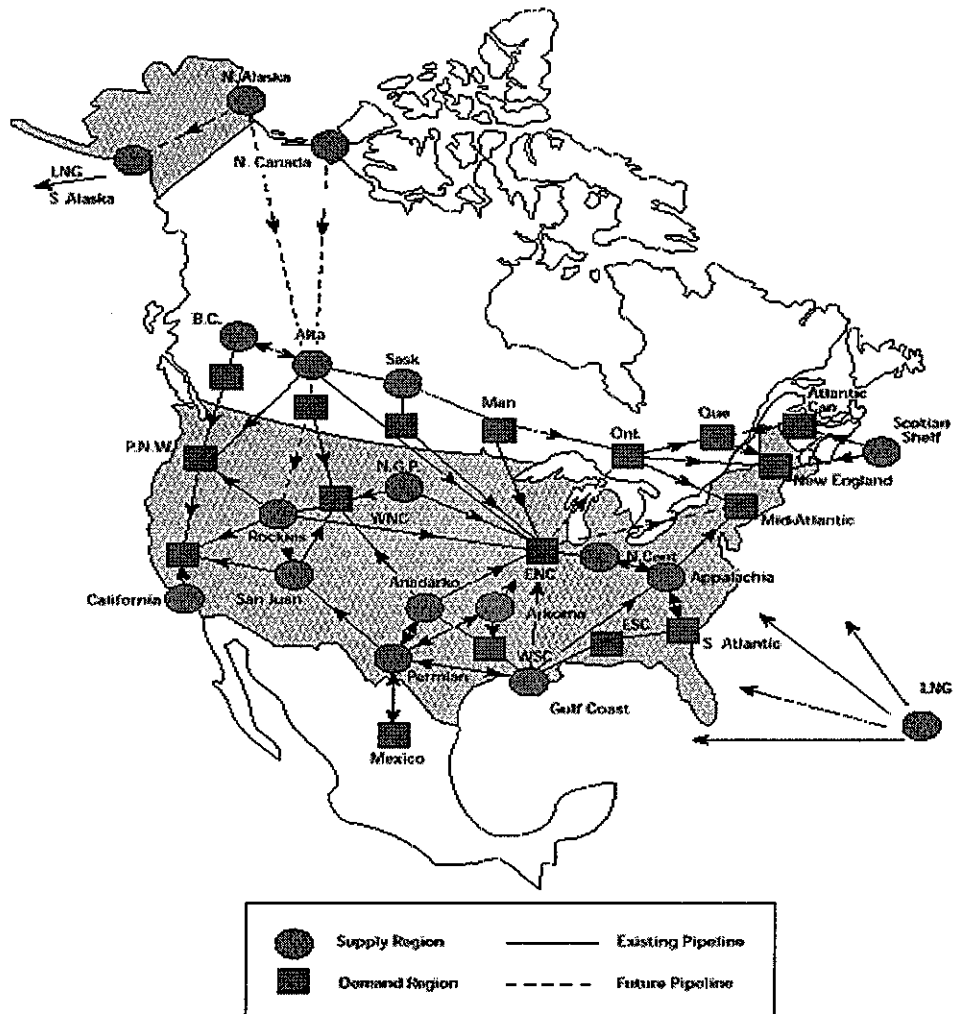 N. Alaska
N. Canada
LNG
S. Alaska
B.C.
Alta
Sask
Man
Ont.
Que
Atlantic
Can
Scotian
Shelf
P.N.W.
N.G.P.
New England
WNC
Mid-Atlantic
Rockies
ENC
N.Cent
Appalachia
California
San Juan
Anadarko
Arkoma
ESC
S. Atlantic
WSC
Permian
Gulf Coast
LNG
Mexico
Supply Region
Existing Pipeline
Demand Region
Future Pipeline